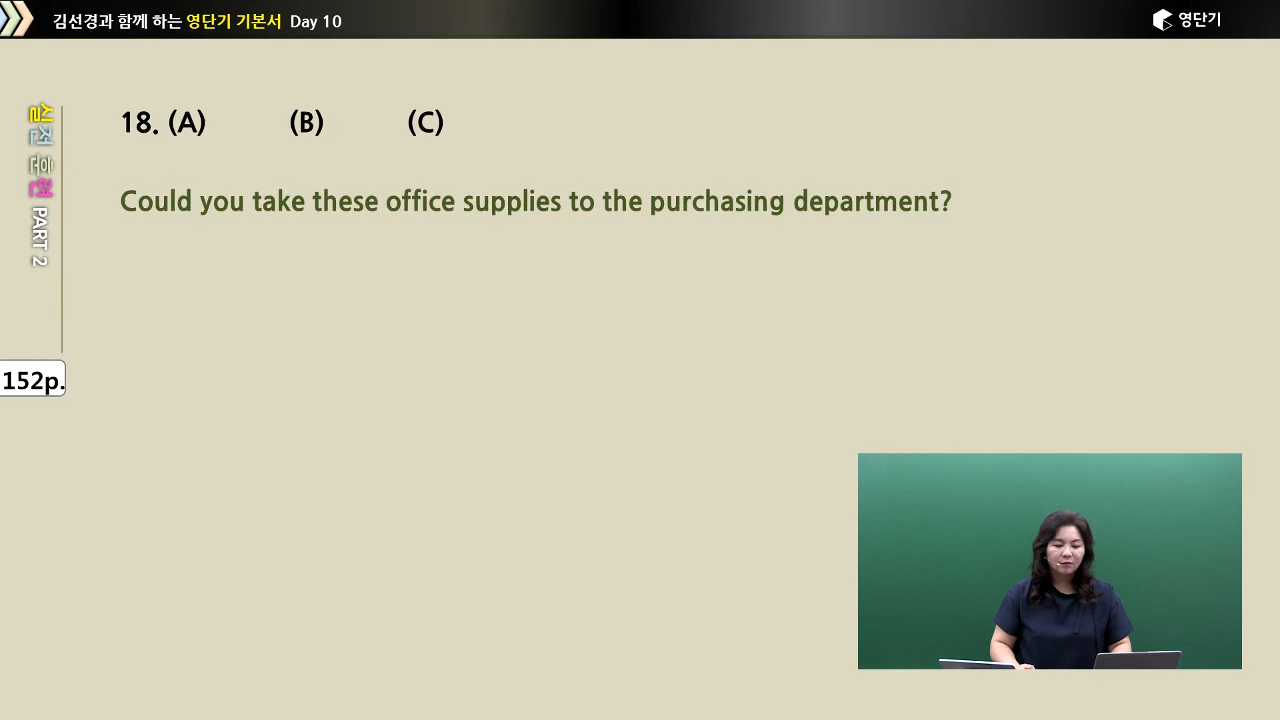 김선경과 함께 하는 영단기 기본서 Day 10
영단기
실전 훈련 PART 2
18. (A) (B) (C)
Could you take these office supplies to the purchasing department?
152p.